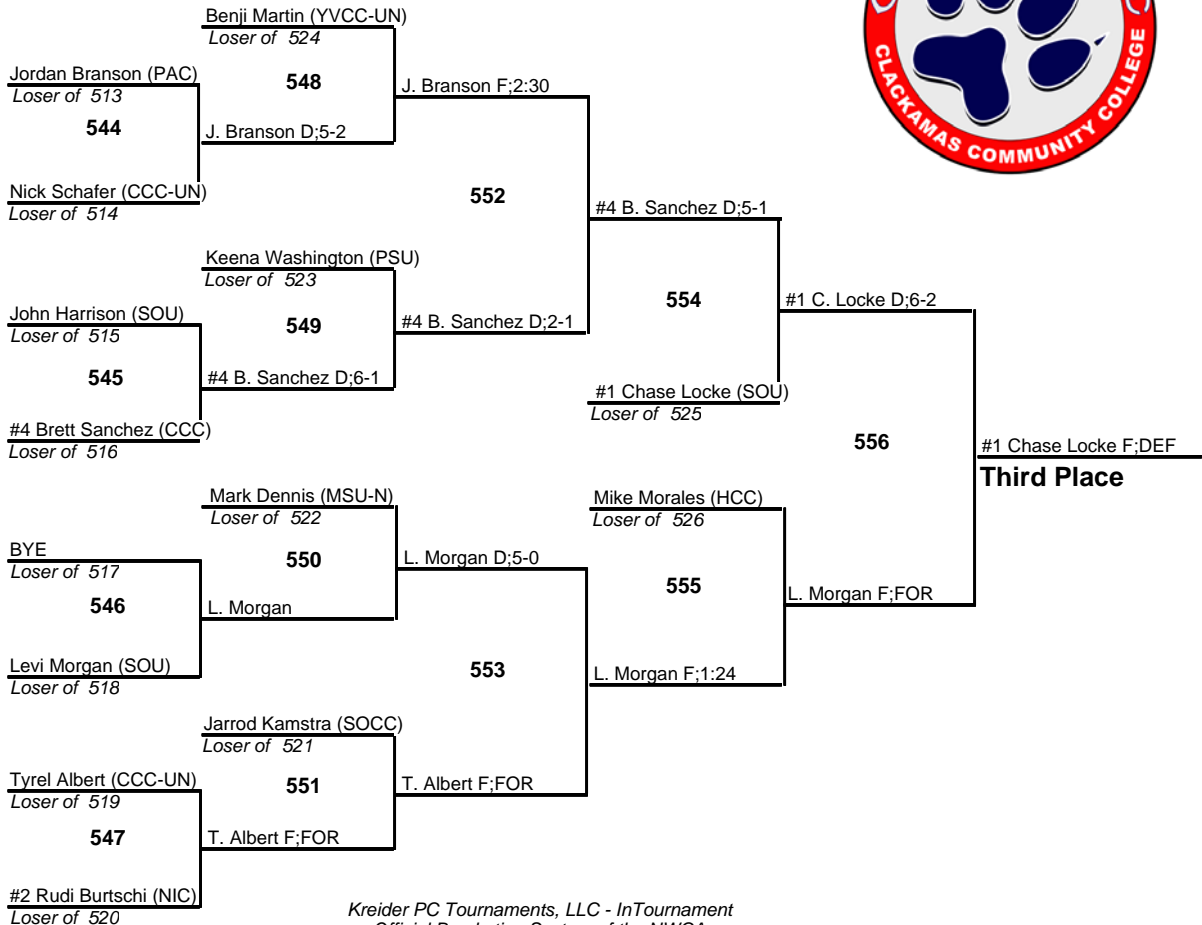 Benji Martin (YVCC-UN)
Loser of 524
Jordan Branson (PAC)
Loser of 513
548
J. Branson F;2:30
544
J. Branson D;5-2
Nick Schafer (CCC-UN)
Loser of 514
552
#4 B. Sanchez D;5-1
Keena Washington (PSU)
Loser of 523
554
#1 C. Locke D;6-2
John Harrison (SOU)
Loser of 515
549
#4 B. Sanchez D;2-1
545
#4 B. Sanchez D;6-1
#1 Chase Locke (SOU)
Loser of 525
#4 Brett Sanchez (CCC)
Loser of 516
556
#1 Chase Locke F;DEF
Third Place
Mark Dennis (MSU-N)
Loser of 522
Mike Morales (HCC)
Loser of 526
BYE
Loser of 517
550
L. Morgan D;5-0
555
546
L. Morgan
L. Morgan F;FOR
Levi Morgan (SOU)
Loser of 518
553
L. Morgan F;1:24
Jarrod Kamstra (SOCC)
Loser of 521
Tyrel Albert (CCC-UN)
Loser of 519
551
T. Albert F;FOR
547
T. Albert F;FOR
#2 Rudi Burtschi (NIC)
Loser of 520
Kreider PC Tournaments, LLC - InTournament
CLACKAMAS COMMUNITY COLLEGE